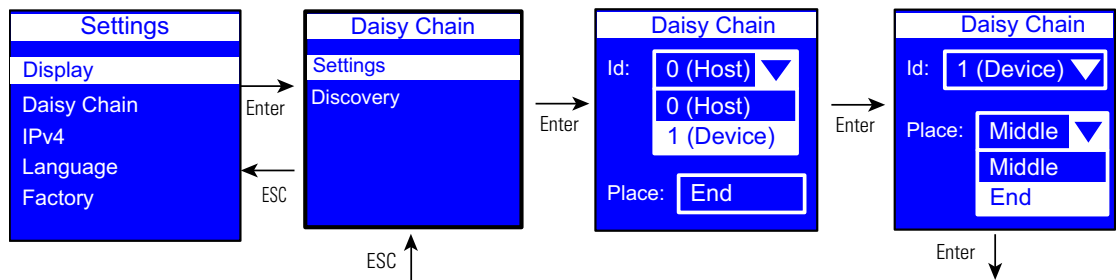 Settings
Display
Daisy Chain
IPv4
Language
Factory
Enter
ESC
Daisy Chain
Settings
Discovery
ESC
Enter
Daisy Chain
Id: 0 (Host)
0 (Host)
1 (Device)
Place: End
Enter
Daisy Chain
Id: 1 (Device)
Place: Middle
Middle
End
Enter